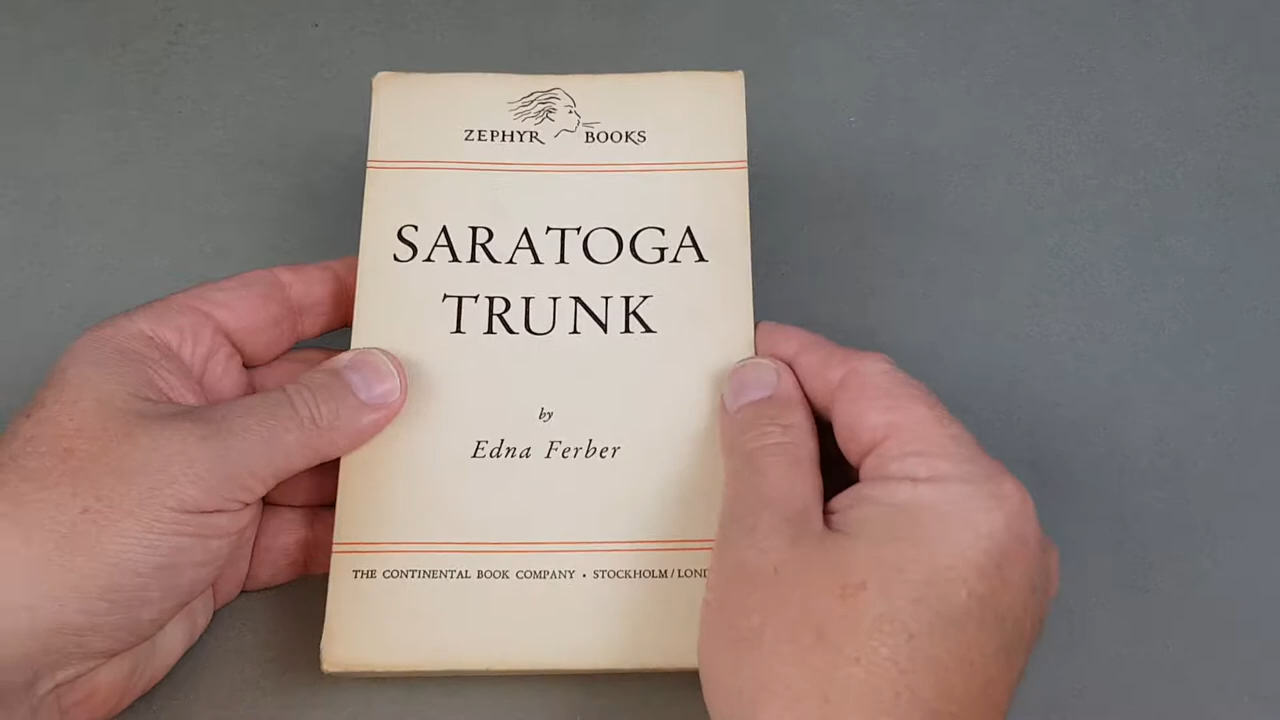 ZEPHYR BOOKS
SARATOGA
TRUNK
by
Edna Ferber
THE CONTINENTAL BOOK COMPANY • STOCKHOLM /